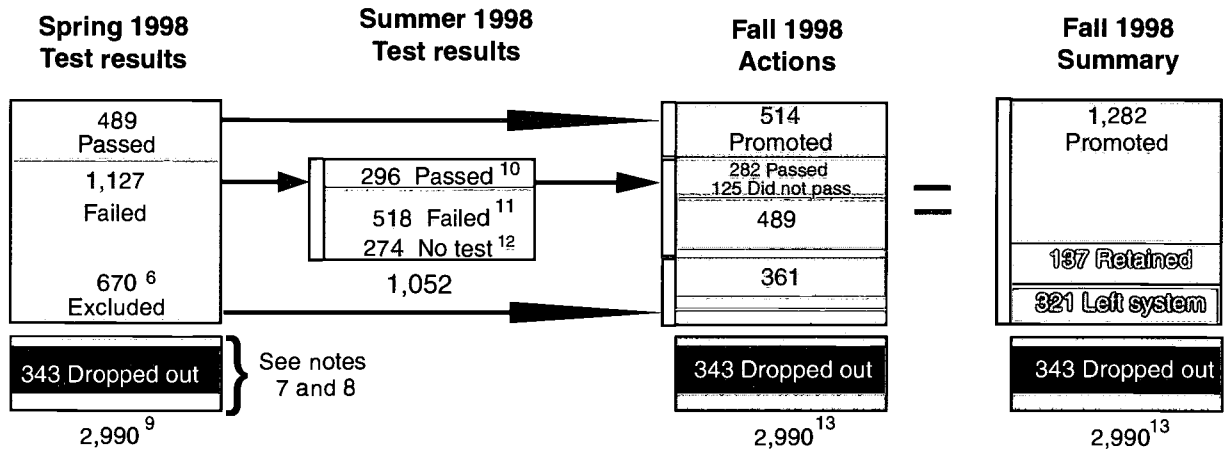 Spring 1998
Test results
Summer 1998
Test results
Fall 1998
Actions
Fall 1998
Summary
489
Passed
1,127
Failed
670 6
Excluded
343 Dropped out
2,990 9
See notes
7 and 8
296 Passed 10
518 Failed 11
274 No test 12
1,052
514
Promoted
282 Passed
125 Did not pass
489
361
343 Dropped out
2,990 13
=
1,282
Promoted
137 Retained
321 Left system
343 Dropped out
2,990 13